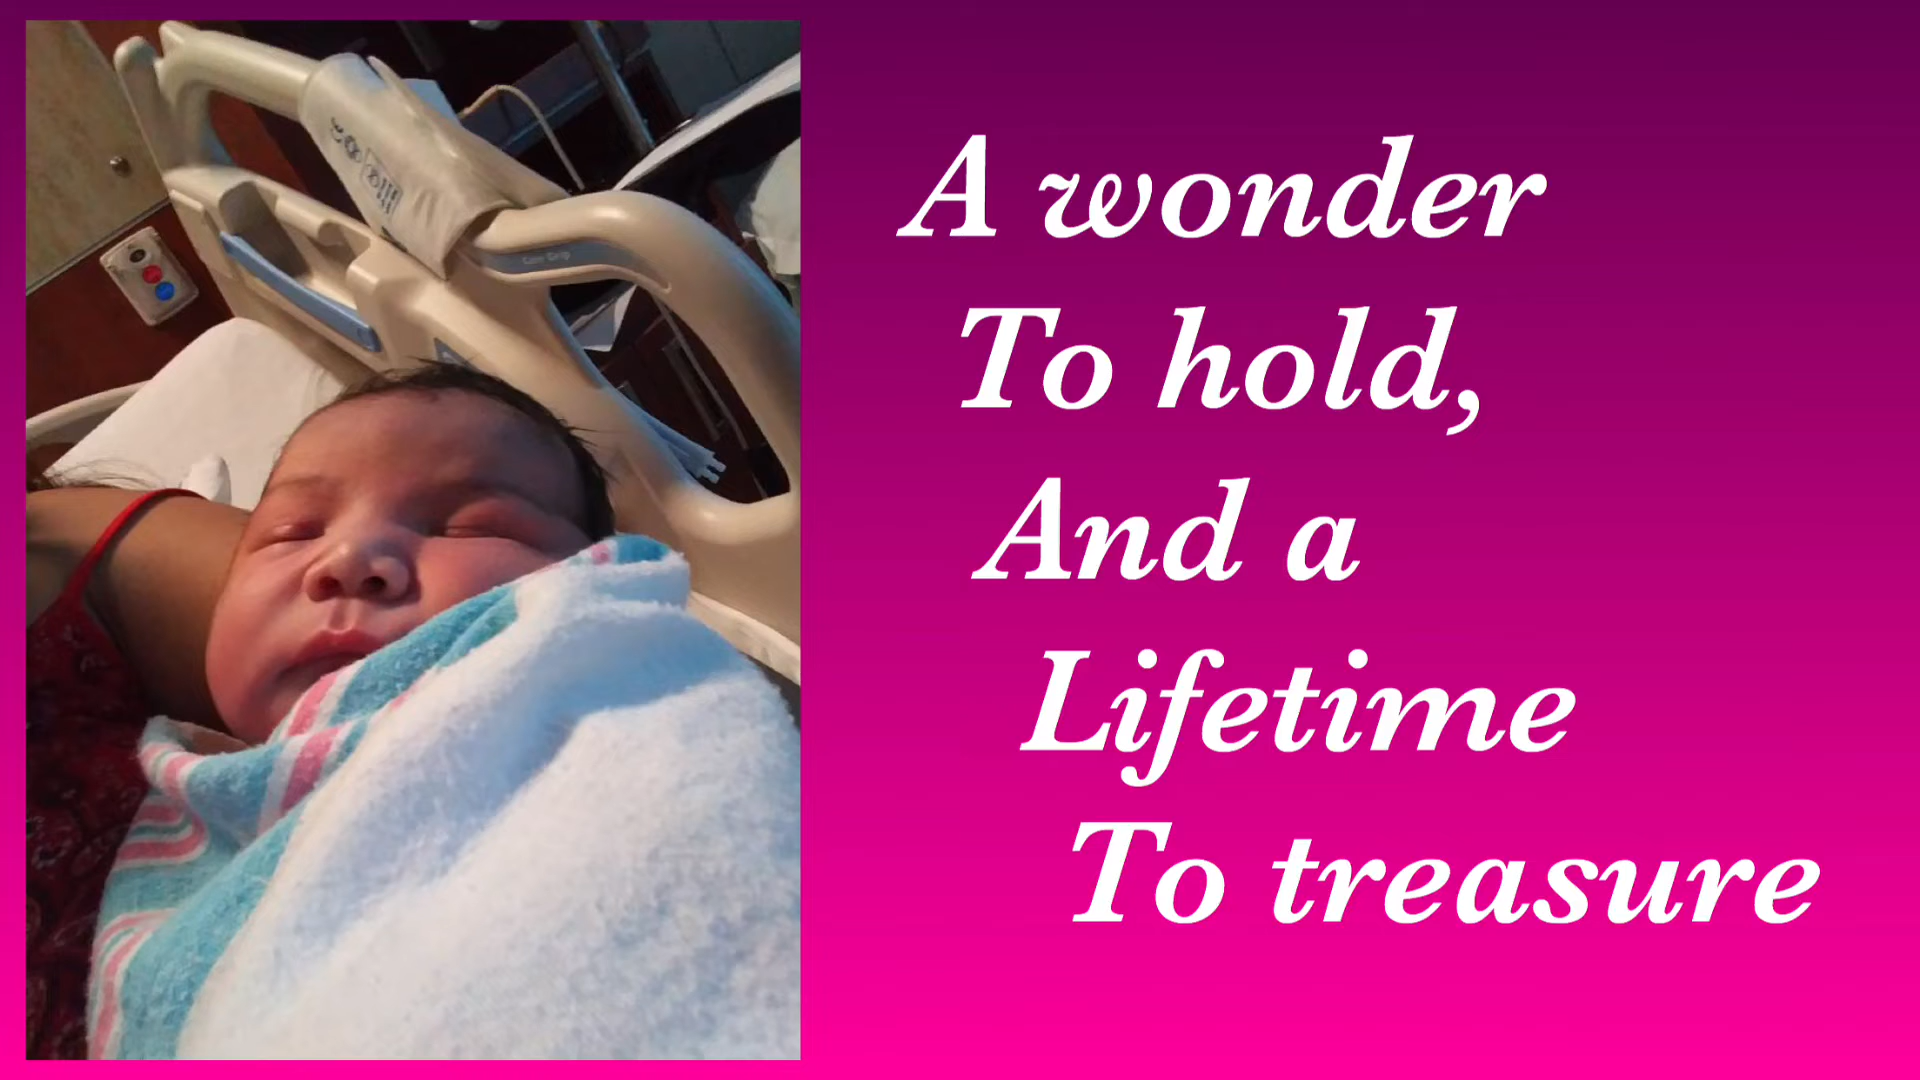 A wonder
To hold,
And a
Lifetime
To treasure